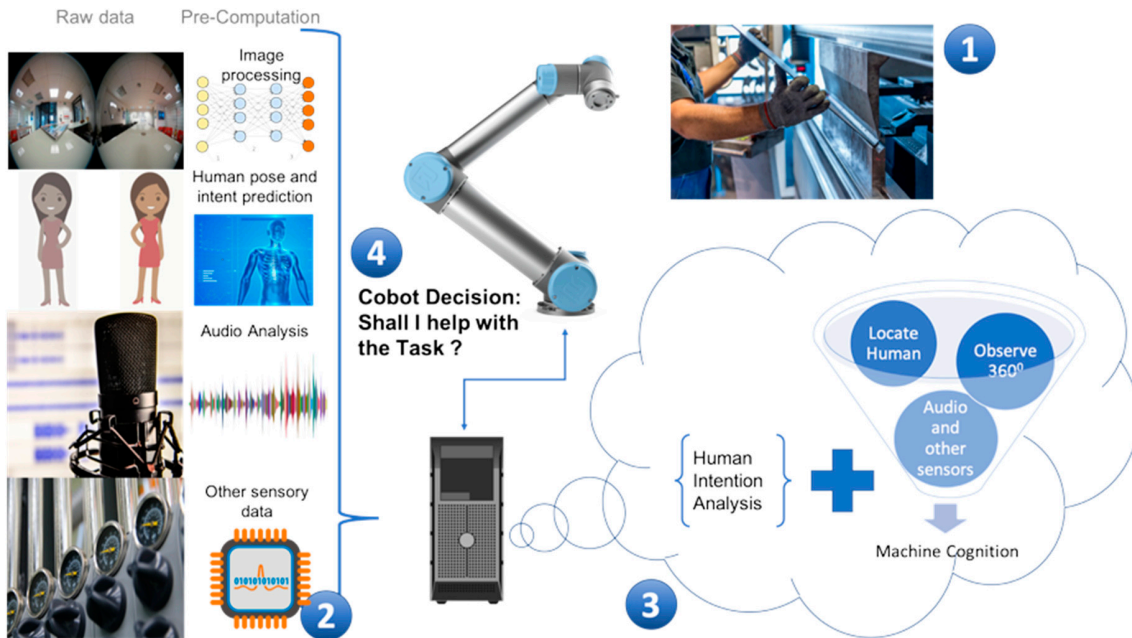 Raw data
Pre-Computation
Image
processing
Human pose and
intent prediction
Audio Analysis
Other sensory
data
010101010101
2
4
Cobot Decision:
Shall I help with
the Task ?
1
Locate
Human
Observe
360⁰
Audio
and
other
sensors
Human
Intention
Analysis
Machine Cognition
3